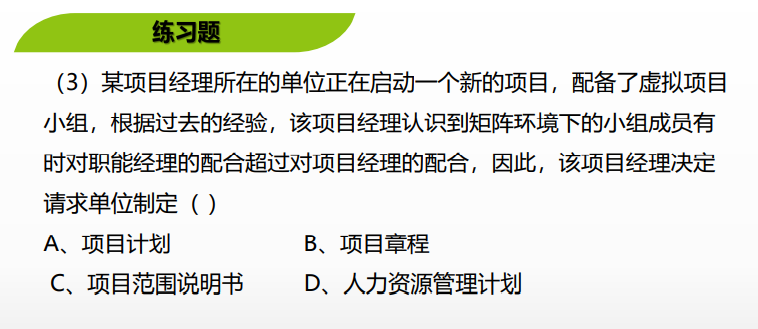 练习题
（3）某项目经理所在的单位正在启动一个新的项目，配备了虚拟项目
小组，根据过去的经验，该项目经理认识到矩阵环境下的小组成员有
时对职能经理的配合超过对项目经理的配合，因此，该项目经理决定
请求单位制定（ ）
A、项目计划 B、项目章程
C、项目范围说明书 D、人力资源管理计划